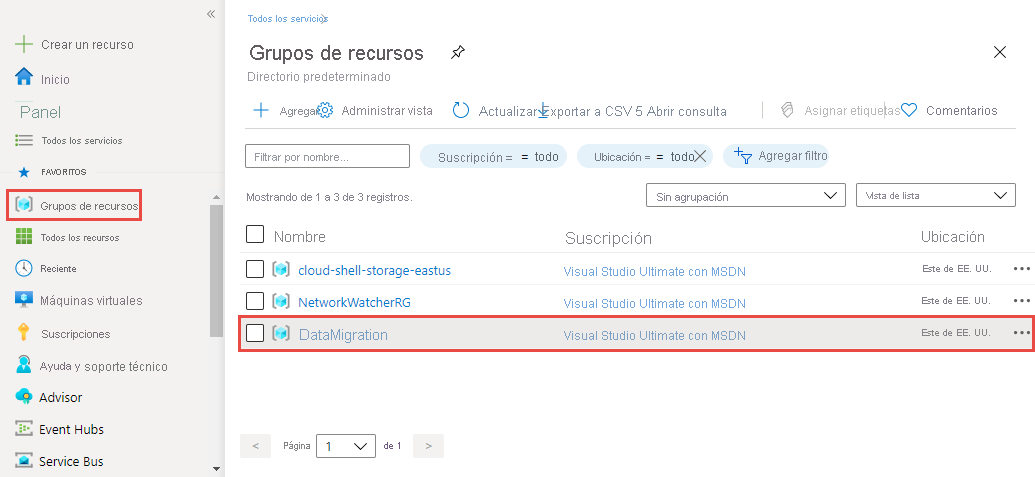 «
Crear un recurso
Inicio
Panel
Todos los servicios
FAVORITOS
Grupos de recursos
Todos los recursos
Reciente
Máquinas virtuales
Suscripciones
Ayuda y soporte técnico
Advisor
Event Hubs
Service Bus
Todos los servicios
Grupos de recursos
Directorio predeterminado
Agregar Administrar vista Actualizar Exportar a CSV 5 Abrir consulta Asignar etiquetas Comentarios
Filtrar por nombre... Suscripción = = todo Ubicación = = todo Agregar filtro
Mostrando de 1 a 3 de 3 registros. Sin agrupación Vista de lista
Nombre Suscripción Ubicación
cloud-shell-storage-eastus Visual Studio Ultimate con MSDN Este de EE. UU. •••
NetworkWatcherRG Visual Studio Ultimate con MSDN Este de EE. UU. •••
DataMigration Visual Studio Ultimate con MSDN Este de EE. UU. •••
< Página 1 de 1 >